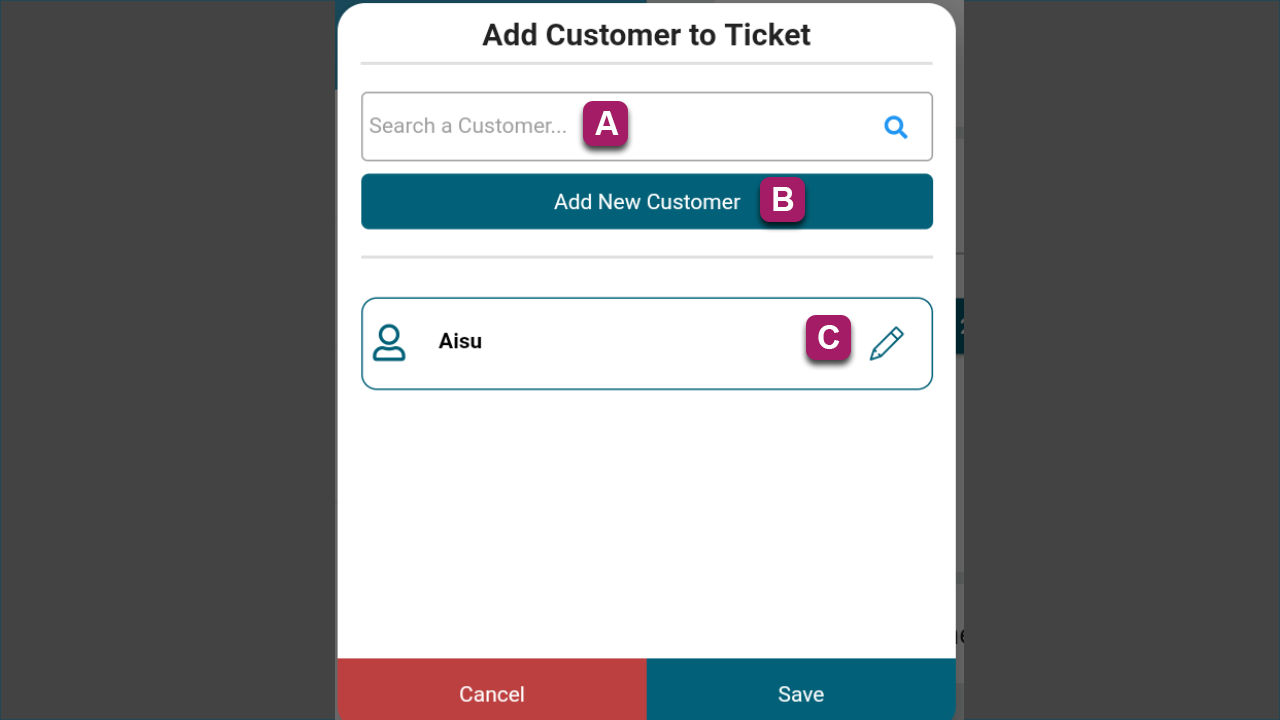 Add Customer to Ticket
Search a Customer... A
Add New Customer B
Aisu C
Cancel Save